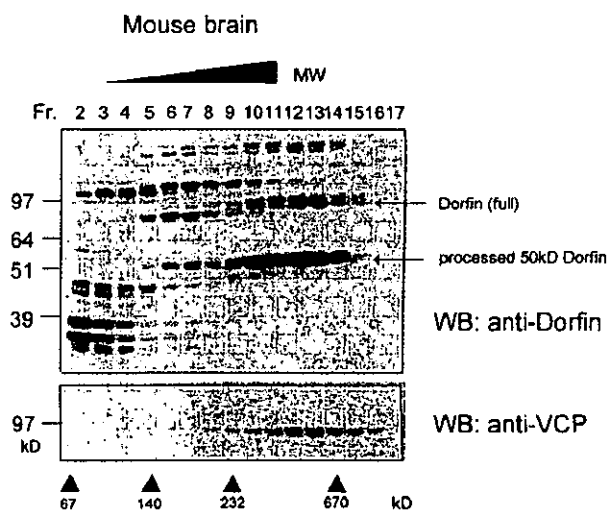 Mouse brain
MW
Fr. 2 3 4 5 6 7 8 9 10 11 12 13 14 15 16 17
97
64
51
39
Dorfin (full)
processed 50kD Dorfin
WB: anti-Dorfin
97
kD
WB: anti-VCP
67 140 232 670 kD